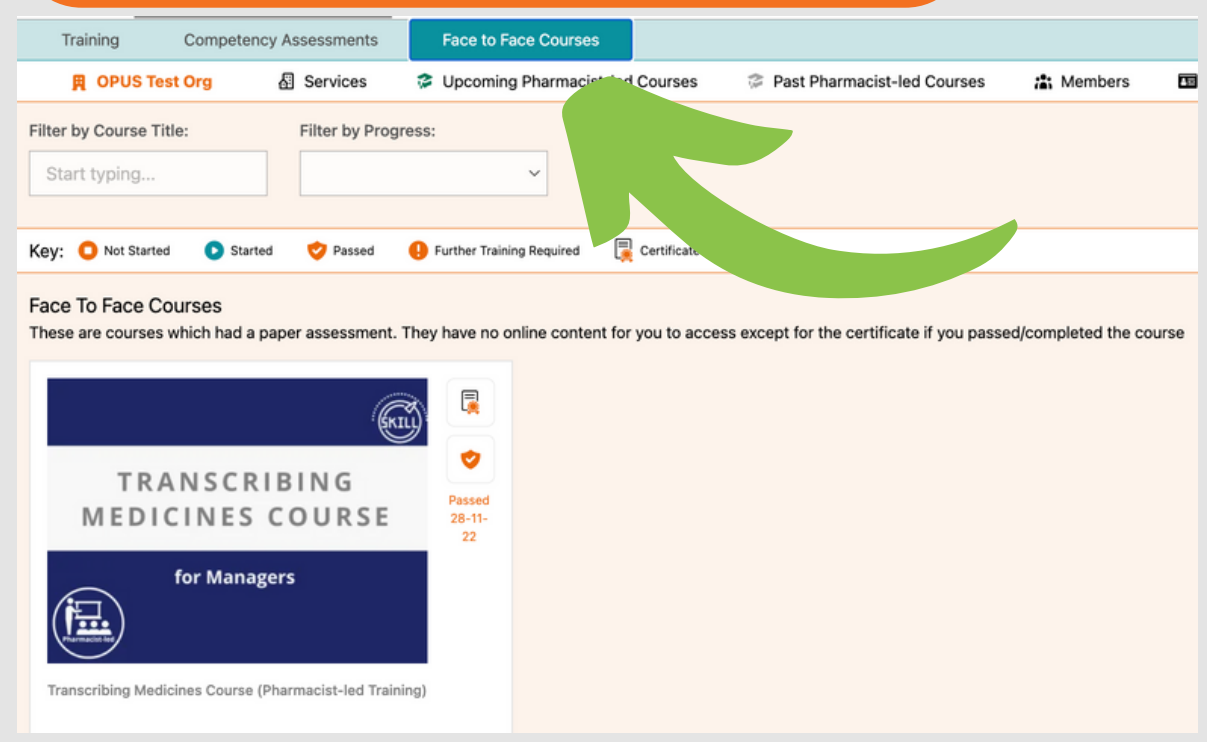 Training Competency Assessments Face to Face Courses
OPUS Test Org Services Upcoming Pharmacist-led Courses Past Pharmacist-led Courses Members
Filter by Course Title: Filter by Progress:
Start typing...
Key: Not Started Started Passed Further Training Required Certificate
Face To Face Courses
These are courses which had a paper assessment. They have no online content for you to access except for the certificate if you passed/completed the course
SKILL
TRANSCRIBING
MEDICINES COURSE
for Managers
Pharmacist-led
Passed
28-11-
22
Transcribing Medicines Course (Pharmacist-led Training)